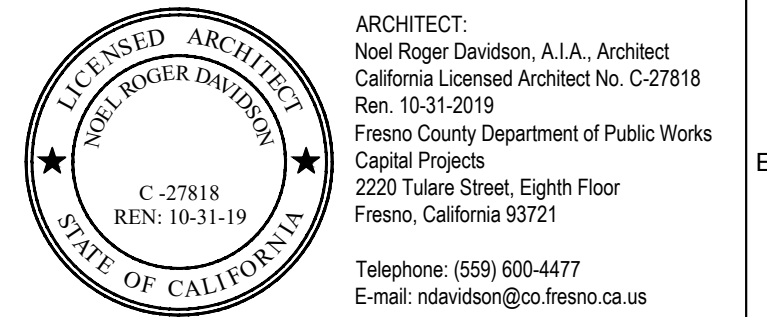 LICENSED ARCHITECT
NOEL ROGER DAVIDSON
C -27818
REN: 10-31-19
STATE OF CALIFORNIA
ARCHITECT:
Noel Roger Davidson, A.I.A., Architect
California Licensed Architect No. C-27818
Ren. 10-31-2019
Fresno County Department of Public Works
Capital Projects
2220 Tulare Street, Eighth Floor
Fresno, California 93721
Telephone: (559) 600-4477
E-mail: ndavidson@co.fresno.ca.us
E